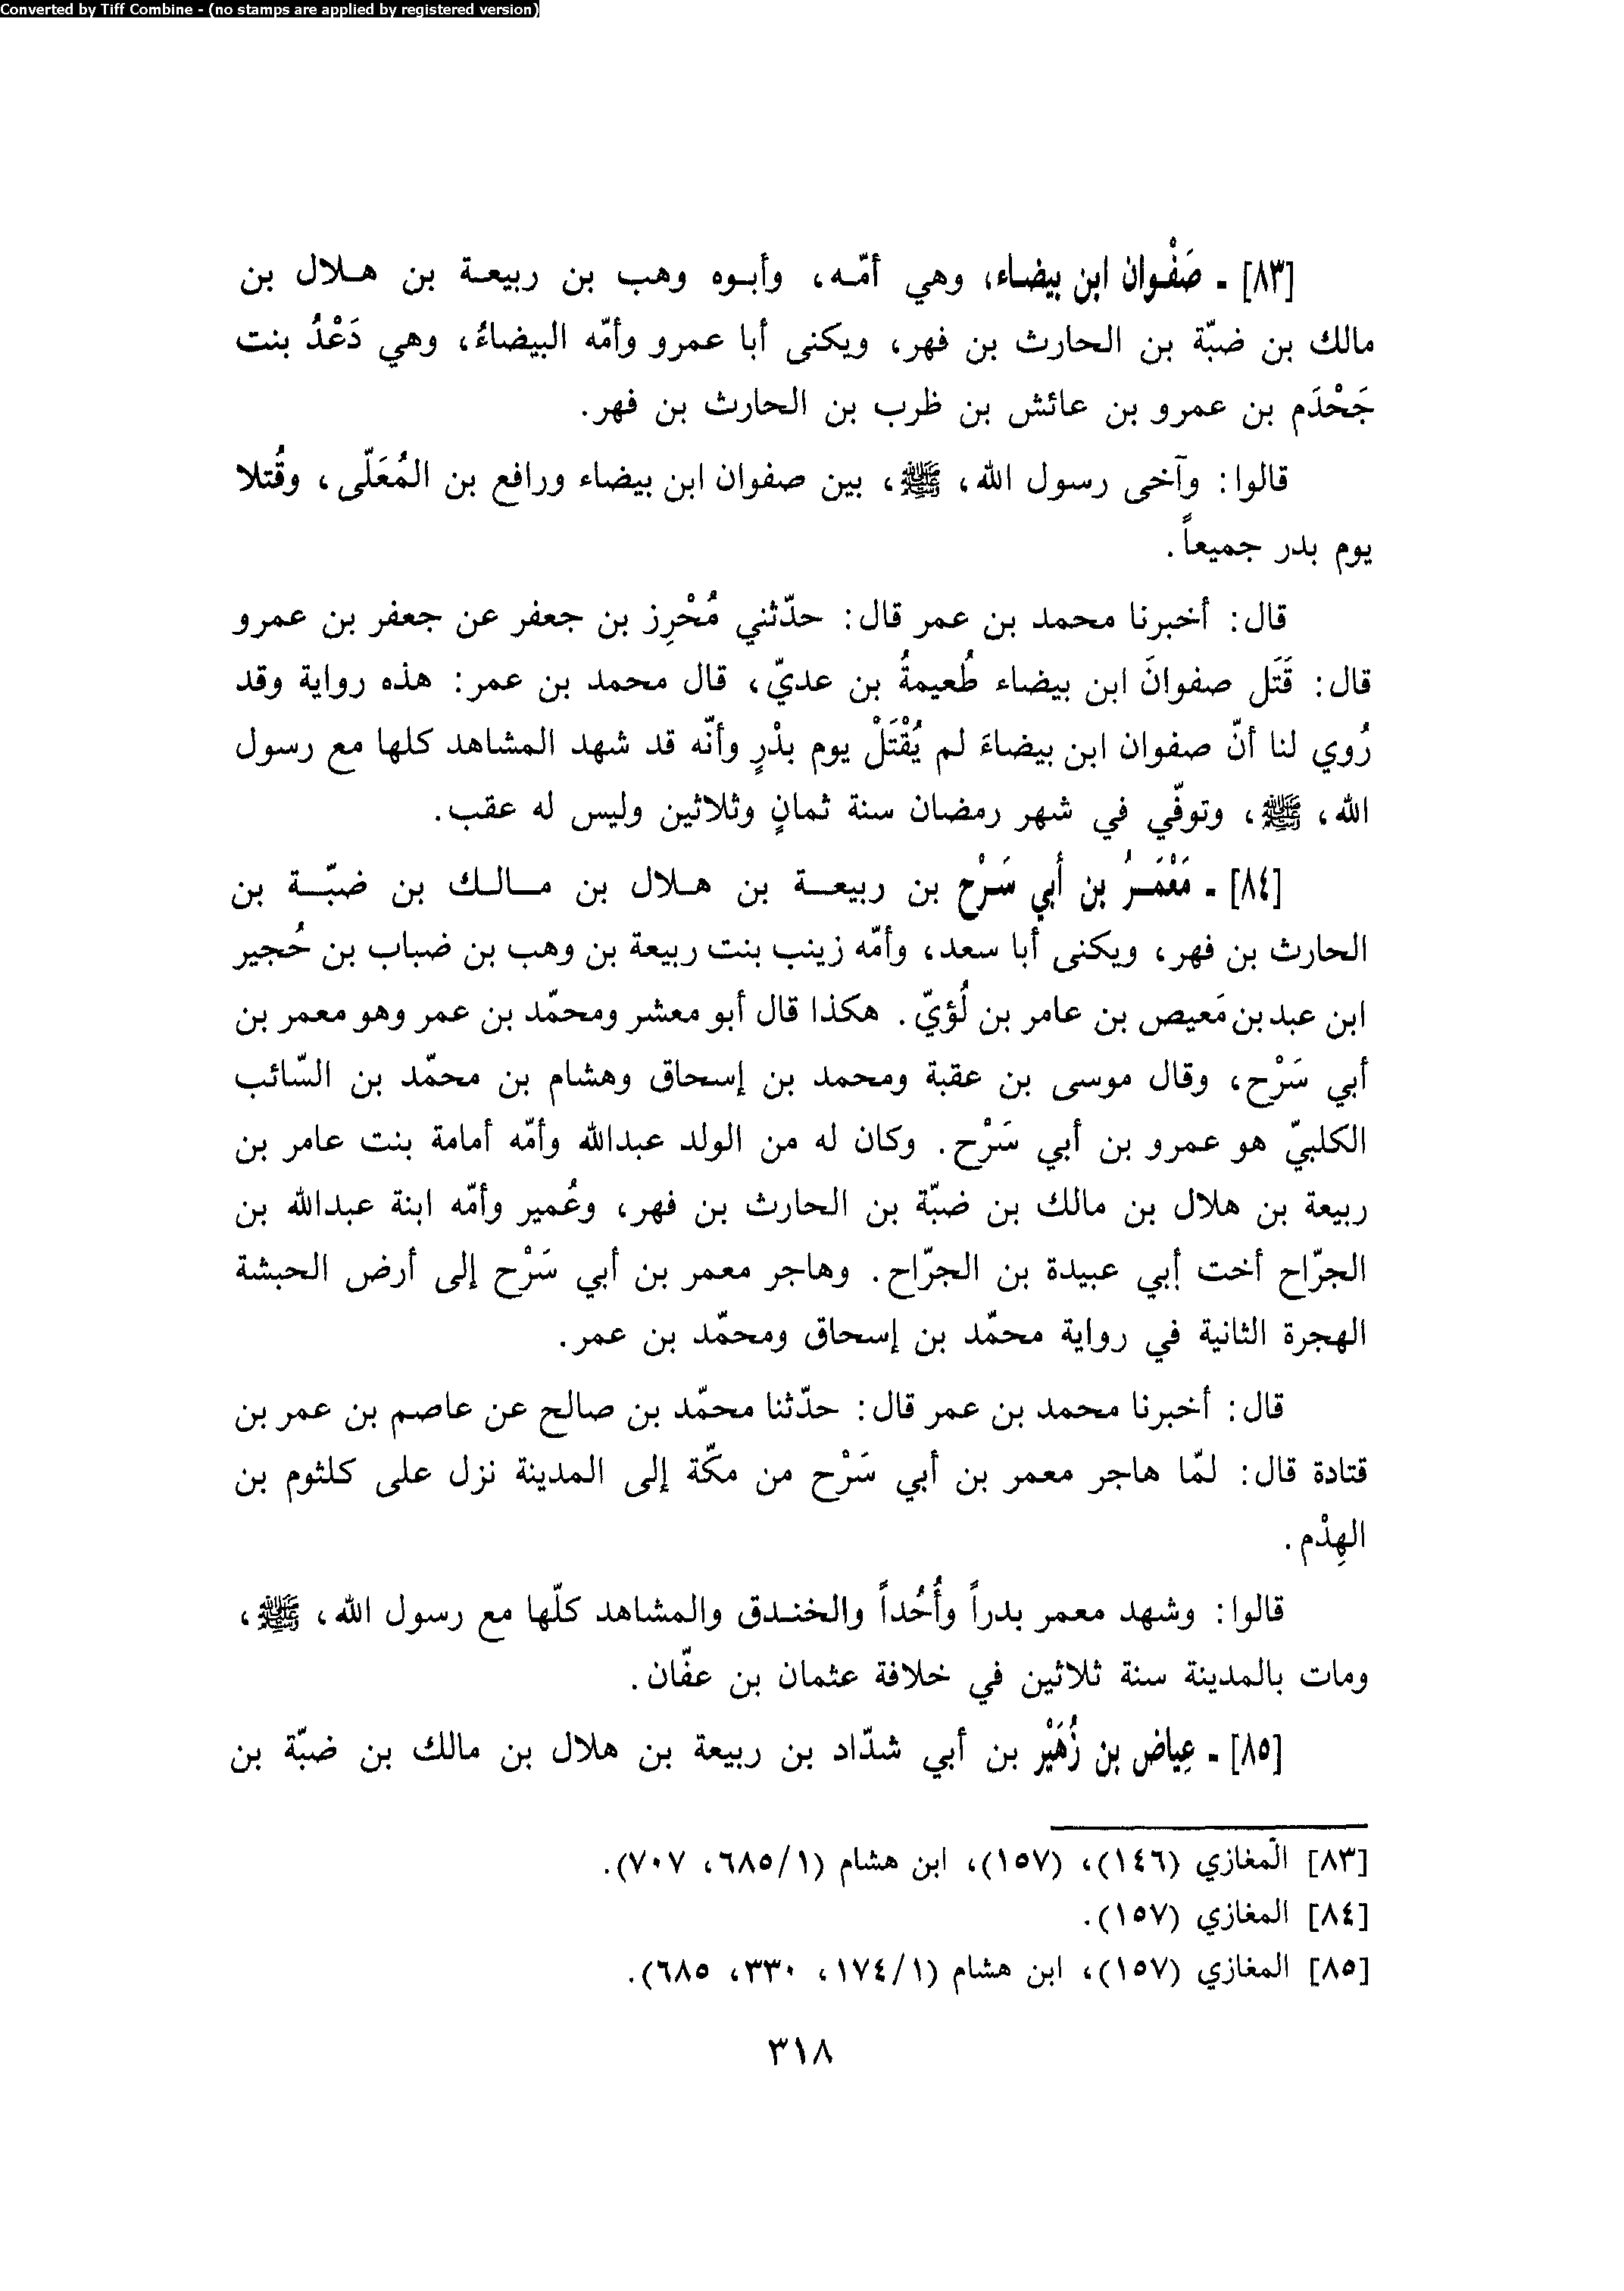 Converted by Tiff Combine - (no stamps are applied by registered version)
[٨٣] - صَفْوان ابن بيضاء، وهي أمّه، وأبوه وهب بن ربيعة بن هلال بن
مالك بن ضبّة بن الحارث بن فهر، ويكنى أبا عمرو وأمّه البيضاءُ، وهي دَعْدُ بنت
جَحْدَم بن عمرو بن عائش بن ظرب بن الحارث بن فهر.
قالوا: وآخى رسول الله، ﷺ، بين صفوان ابن بيضاء ورافع بن المُعَلّى، وقُتلا
يوم بدر جميعاً.
قال: أخبرنا محمد بن عمر قال: حدّثني مُحْرِز بن جعفر عن جعفر بن عمرو
قال: قَتَل صفوانَ ابن بيضاء طُعيمةُ بن عديّ، قال محمد بن عمر: هذه رواية وقد
رُوي لنا أنّ صفوان ابن بيضاءَ لم يُقْتَلْ يوم بدْرٍ وأنّه قد شهد المشاهد كلها مع رسول
الله، ﷺ، وتوفّي في شهر رمضان سنة ثمانٍ وثلاثين وليس له عقب.
[٨٤] - مَعْمَرُ بن أبي سَرْح بن ربيعة بن هلال بن مالك بن ضبّة بن
الحارث بن فهر، ويكنى أبا سعد، وأمّه زينب بنت ربيعة بن وهب بن ضباب بن حُجير
ابن عبد بن مَعيص بن عامر بن لُؤيّ. هكذا قال أبو معشر ومحمّد بن عمر وهو معمر بن
أبي سَرْح، وقال موسى بن عقبة ومحمد بن إسحاق وهشام بن محمّد بن السّائب
الكلبيّ هو عمرو بن أبي سَرْح. وكان له من الولد عبدالله وأمّه أمامة بنت عامر بن
ربيعة بن هلال بن مالك بن ضبّة بن الحارث بن فهر، وعُمير وأمّه ابنة عبدالله بن
الجرّاح أخت أبي عبيدة بن الجرّاح. وهاجر معمر بن أبي سَرْح إلى أرض الحبشة
الهجرة الثانية في رواية محمّد بن إسحاق ومحمّد بن عمر.
قال: أخبرنا محمد بن عمر قال: حدّثنا محمّد بن صالح عن عاصم بن عمر بن
قتادة قال: لمّا هاجر معمر بن أبي سَرْح من مكّة إلى المدينة نزل على كلثوم بن
الهِدْم.
قالوا: وشهد معمر بدراً وأُحُداً والخندق والمشاهد كلّها مع رسول الله، ﷺ،
ومات بالمدينة سنة ثلاثين في خلافة عثمان بن عفّان.
[٨٥] - عِياض بن زُهَيْر بن أبي شدّاد بن ربيعة بن هلال بن مالك بن ضبّة بن
[٨٣] المغازي (١٤٦)، (١٥٧)، ابن هشام (٦٨٥/١، ٧٠٧).
[٨٤] المغازي (١٥٧).
[٨٥] المغازي (١٥٧)، ابن هشام (١٧٤/١، ٣٣٠، ٦٨٥).
٣١٨